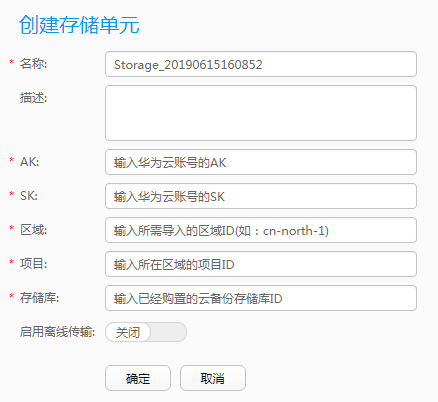 创建存储单元
* 名称: Storage_20190615160852
描述:
* AK: 输入华为云账号的AK
* SK: 输入华为云账号的SK
* 区域: 输入所需导入的区域ID(如：cn-north-1)
* 项目: 输入所在区域的项目ID
* 存储库: 输入已经购置的云备份存储库ID
启用离线传输: 关闭
确定 取消